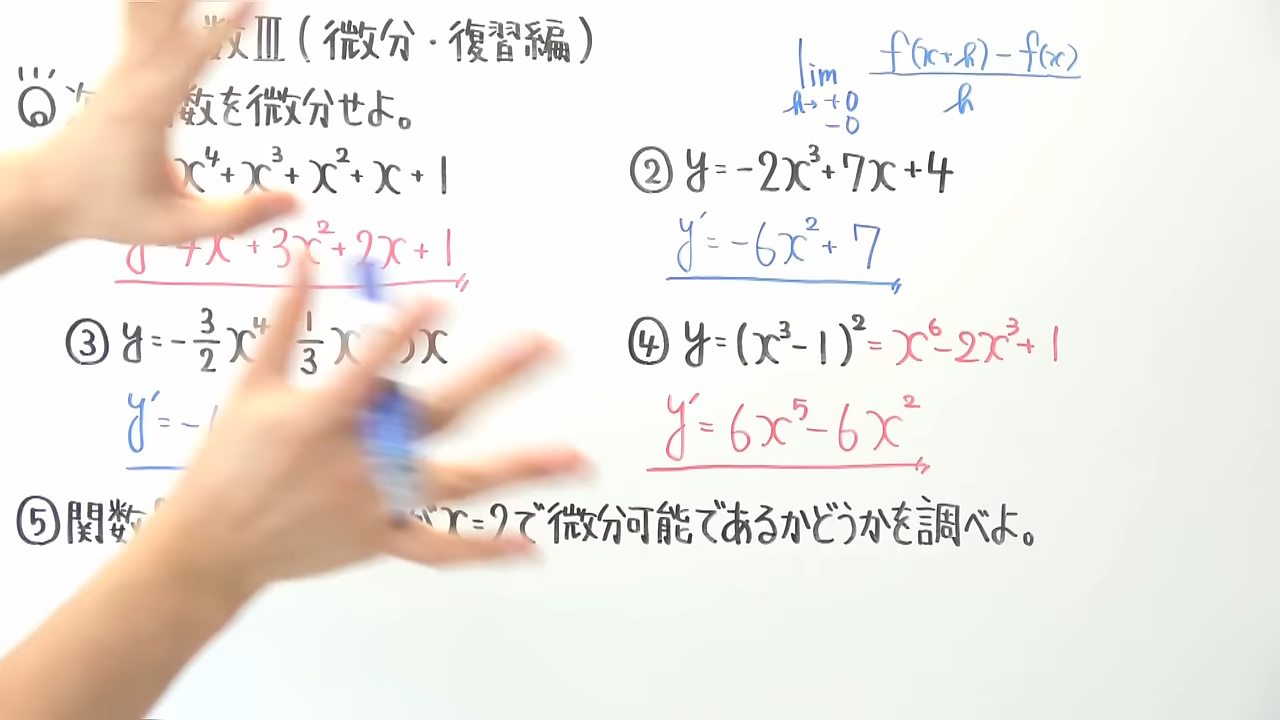 数Ⅲ(微分・復習編)
lim h→+0 -0 f(x+h)-f(x) / h
数を微分せよ。
x⁴+x³+x²+x+1
② y=-2x³+7x+4
+3x²+2x+1
y'=-6x²+7
③ y=-3/2x⁴ 1/3x x
④ y=(x³-1)²=x⁶-2x³+1
y'=-
y'=6x⁵-6x²
⑤関数 x=2で微分可能であるかどうかを調べよ。